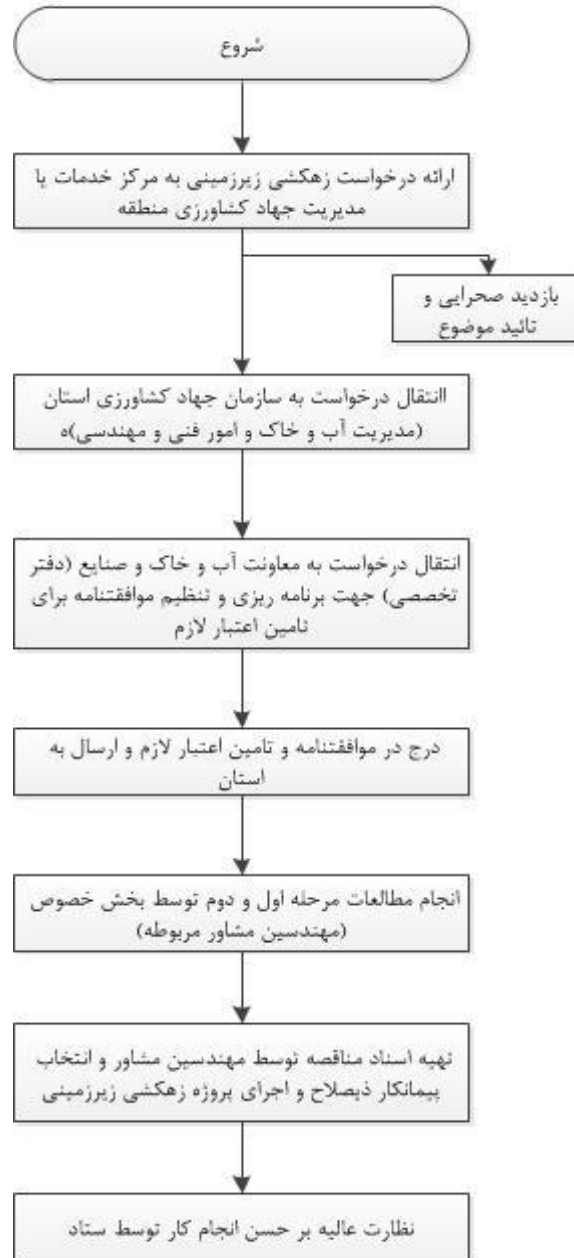 شروع
ارائه درخواست زهکشی زیرزمینی به مرکز خدمات یا
مدیریت جهاد کشاورزی منطقه
بازدید صحرایی و
تائید موضوع
اانتقال درخواست به سازمان جهاد کشاورزی استان
(مدیریت آب و خاک و امور فنی و مهندسی)ه
انتقال درخواست به معاونت آب و خاک و صنایع (دفتر
تخصصی) جهت برنامه ریزی و تنظیم موافقتنامه برای
تامین اعتبار لازم
درج در موافقتنامه و تامین اعتبار لازم و ارسال به
استان
انجام مطالعات مرحله اول و دوم توسط بخش خصوص
(مهندسین مشاور مربوطه)
تهیه اسناد مناقصه توسط مهندسین مشاور و انتخاب
پیمانکار ذیصلاح و اجرای پروژه زهکشی زیرزمینی
نظارت عالیه بر حسن انجام کار توسط ستاد